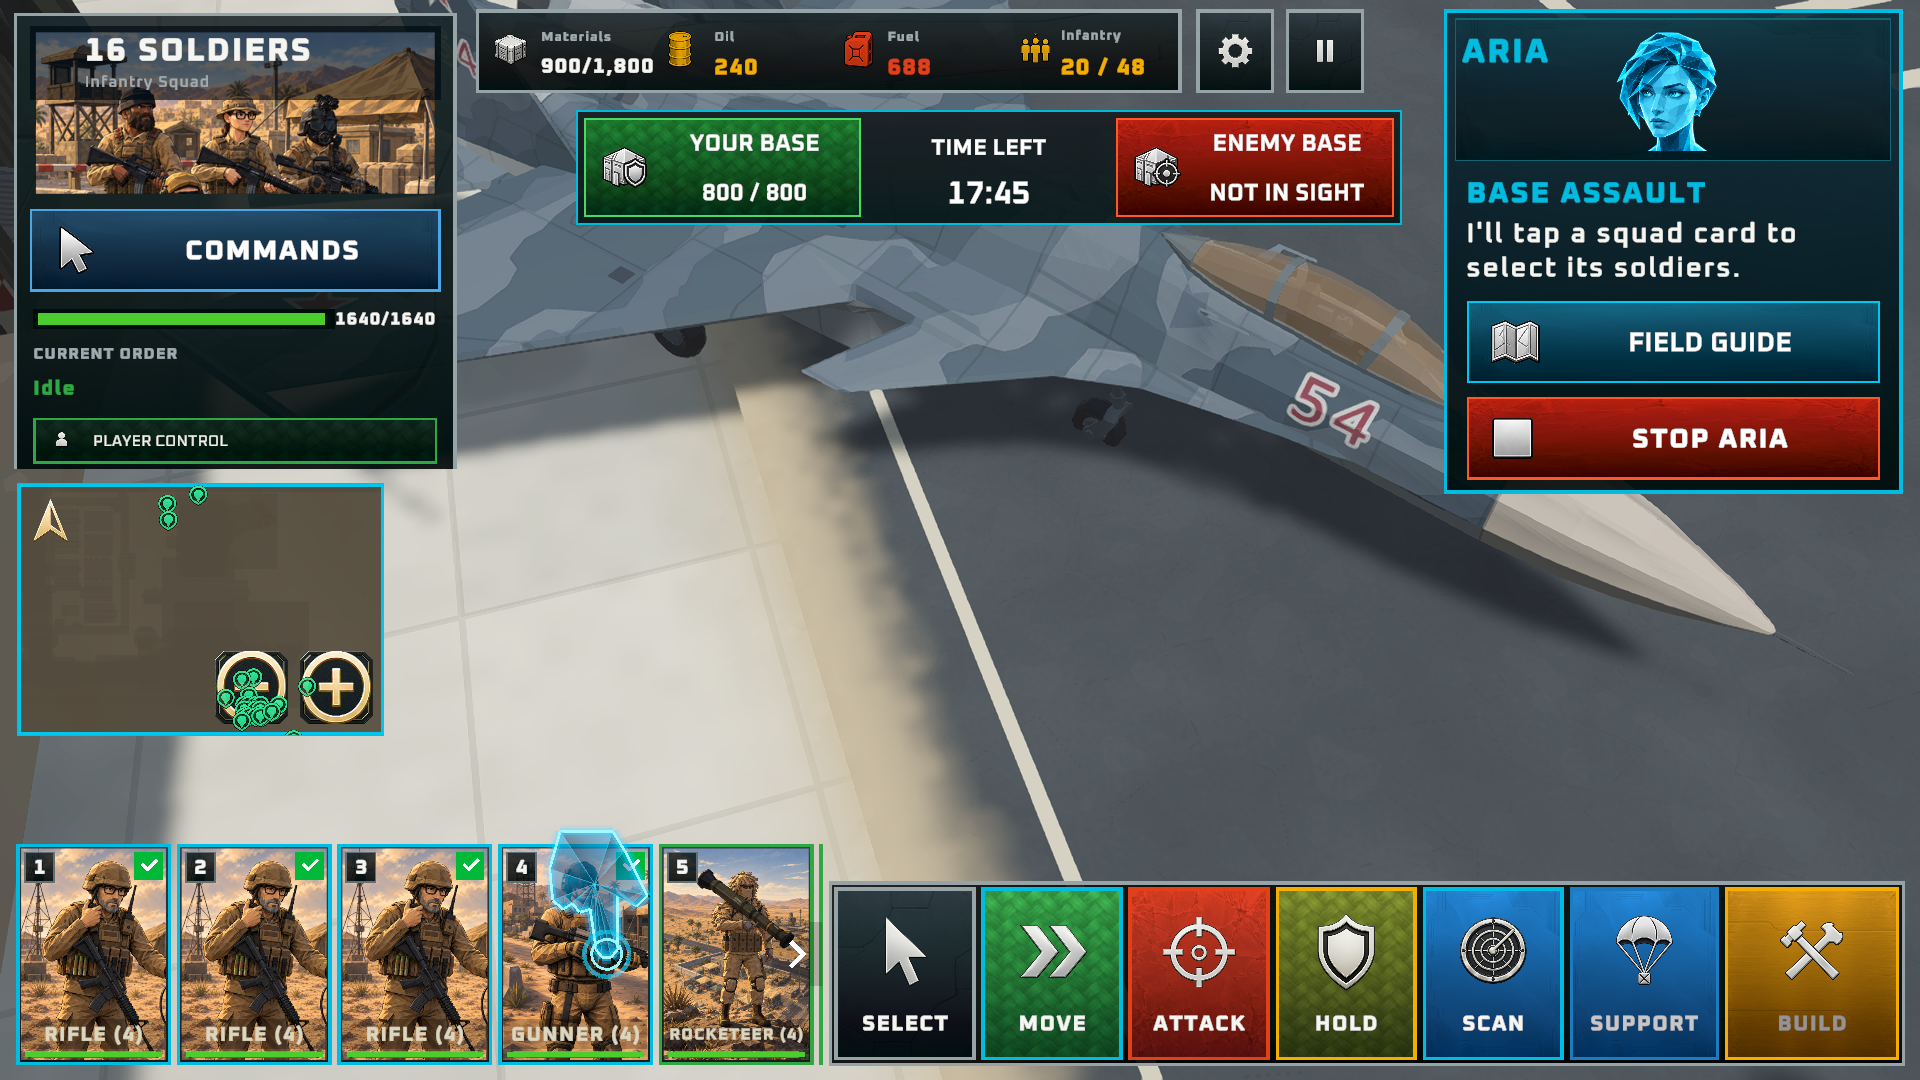 16 SOLDIERS
Infantry Squad
COMMANDS
1640/1640
CURRENT ORDER
Idle
PLAYER CONTROL
Materials
900/1,800
Oil
240
Fuel
688
Infantry
20 / 48
YOUR BASE
800 / 800
TIME LEFT
17:45
ENEMY BASE
NOT IN SIGHT
ARIA
BASE ASSAULT
I'll tap a squad card to
select its soldiers.
FIELD GUIDE
STOP ARIA
54
1
RIFLE (4)
2
RIFLE (4)
3
RIFLE (4)
4
GUNNER (4)
5
ROCKETEER (4)
SELECT
MOVE
ATTACK
HOLD
SCAN
SUPPORT
BUILD